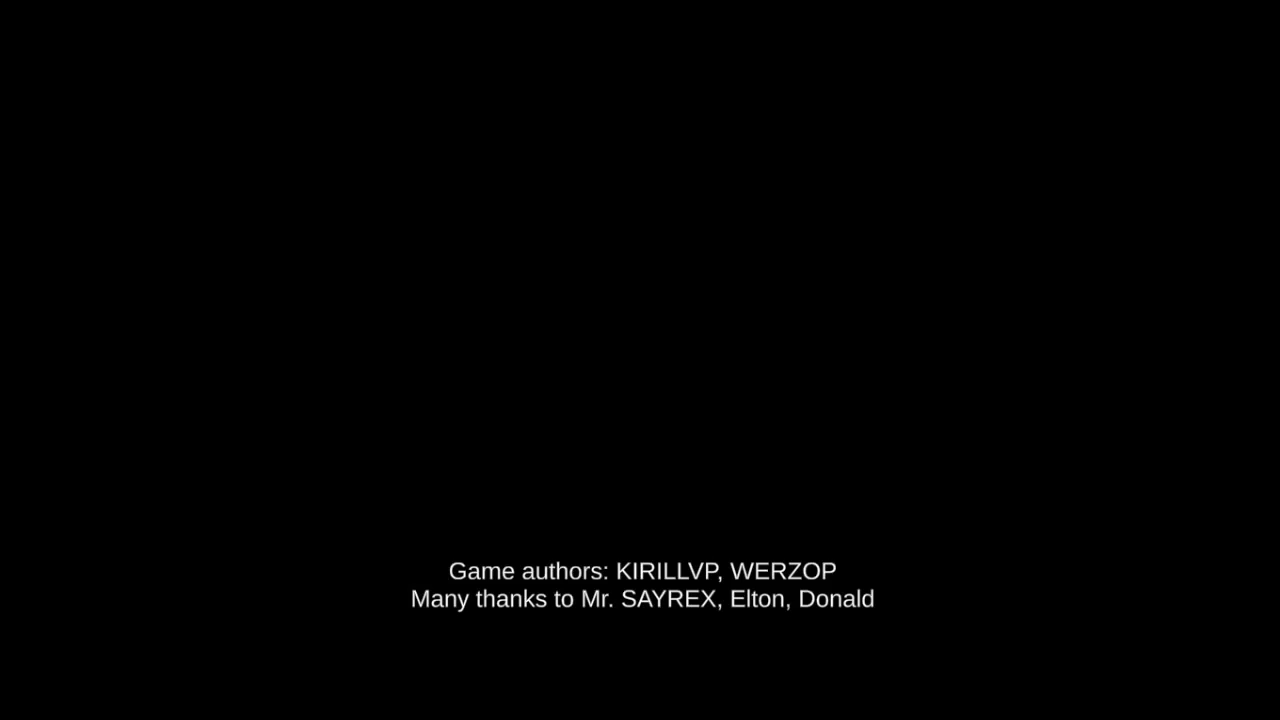 Game authors: KIRILLVP, WERZOP
Many thanks to Mr. SAYREX, Elton, Donald